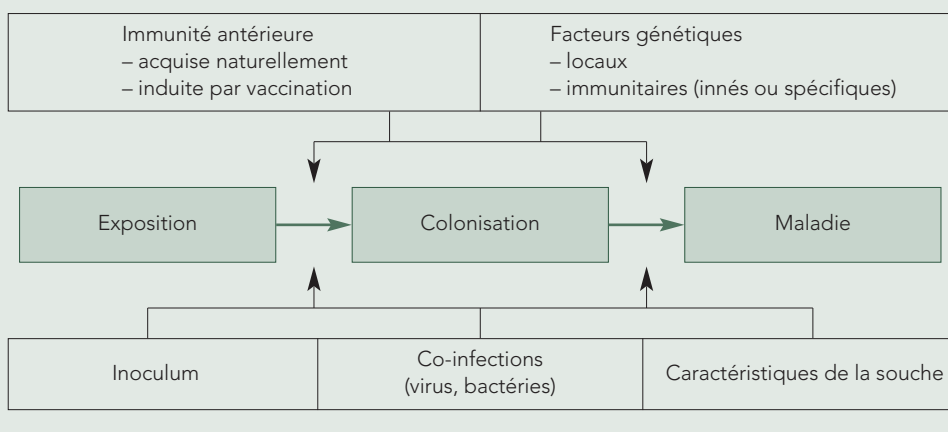 Immunité antérieure
– acquise naturellement
– induite par vaccination
Facteurs génétiques
– locaux
– immunitaires (innés ou spécifiques)
Exposition
Colonisation
Maladie
Inoculum
Co-infections
(virus, bactéries)
Caractéristiques de la souche